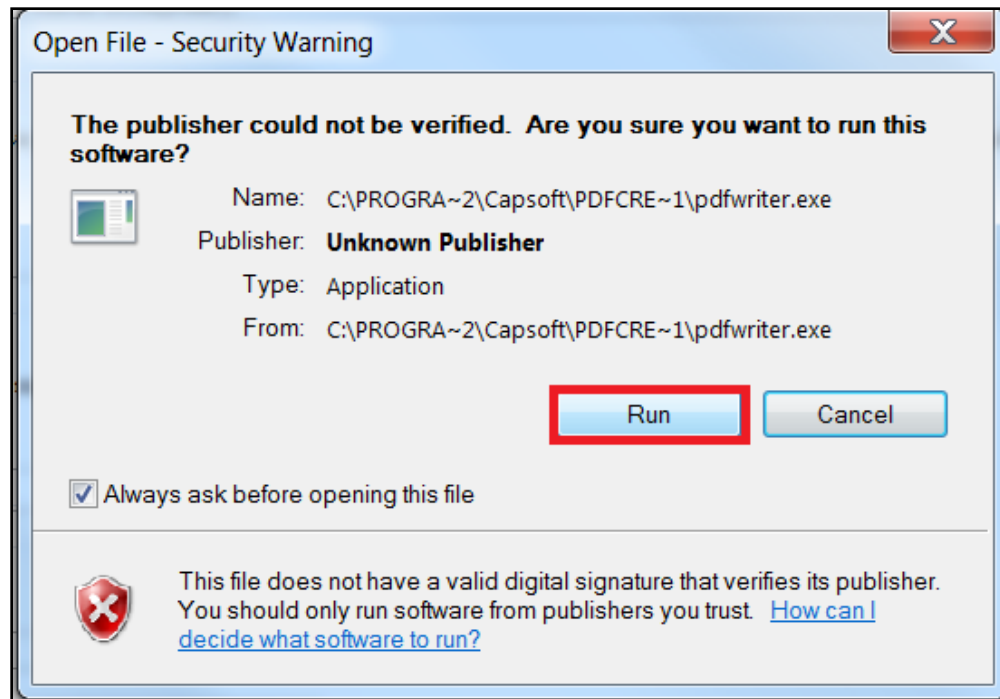 Open File - Security Warning
The publisher could not be verified.  Are you sure you want to run this
software?
Name: C:\PROGRA~2\Capsoft\PDFCRE~1\pdfwriter.exe
Publisher: Unknown Publisher
Type: Application
From: C:\PROGRA~2\Capsoft\PDFCRE~1\pdfwriter.exe
Run Cancel
Always ask before opening this file
This file does not have a valid digital signature that verifies its publisher.
You should only run software from publishers you trust.  How can I
decide what software to run?